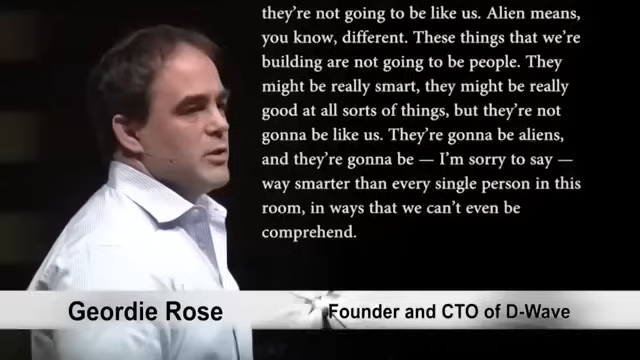 they're not going to be like us. Alien means,
you know, different. These things that we're
building are not going to be people. They
might be really smart, they might be really
good at all sorts of things, but they're not
gonna be like us. They're gonna be aliens,
and they're gonna be — I'm sorry to say —
way smarter than every single person in this
room, in ways that we can't even be
comprehend.
Geordie Rose
Founder and CTO of D-Wave